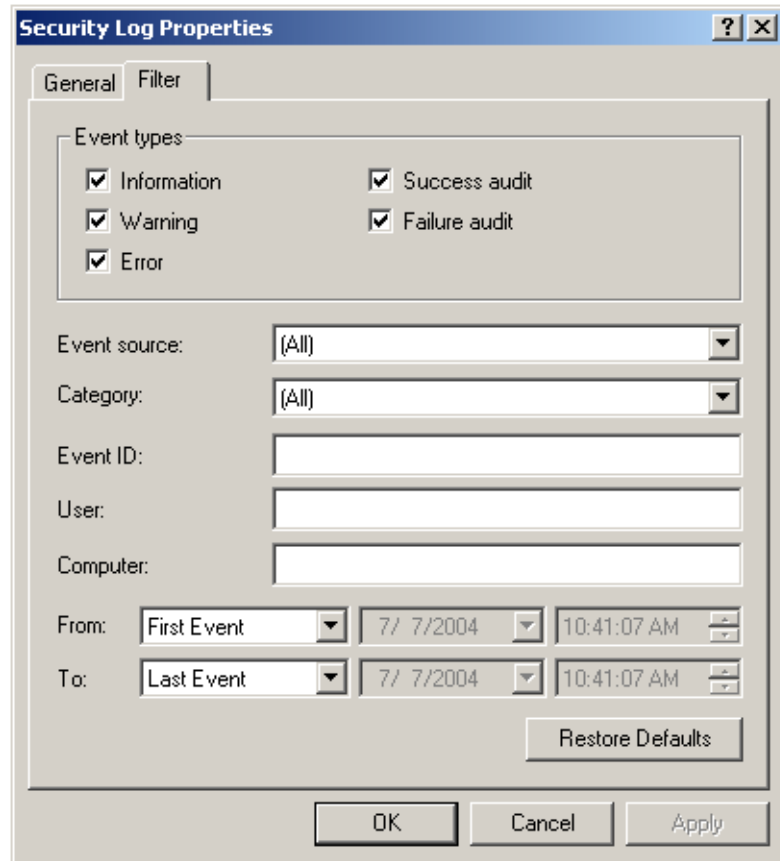 Security Log Properties
General Filter
Event types
Information Success audit
Warning Failure audit
Error
Event source: (All)
Category: (All)
Event ID:
User:
Computer:
From: First Event 7/ 7/2004 10:41:07 AM
To: Last Event 7/ 7/2004 10:41:07 AM
Restore Defaults
OK Cancel Apply